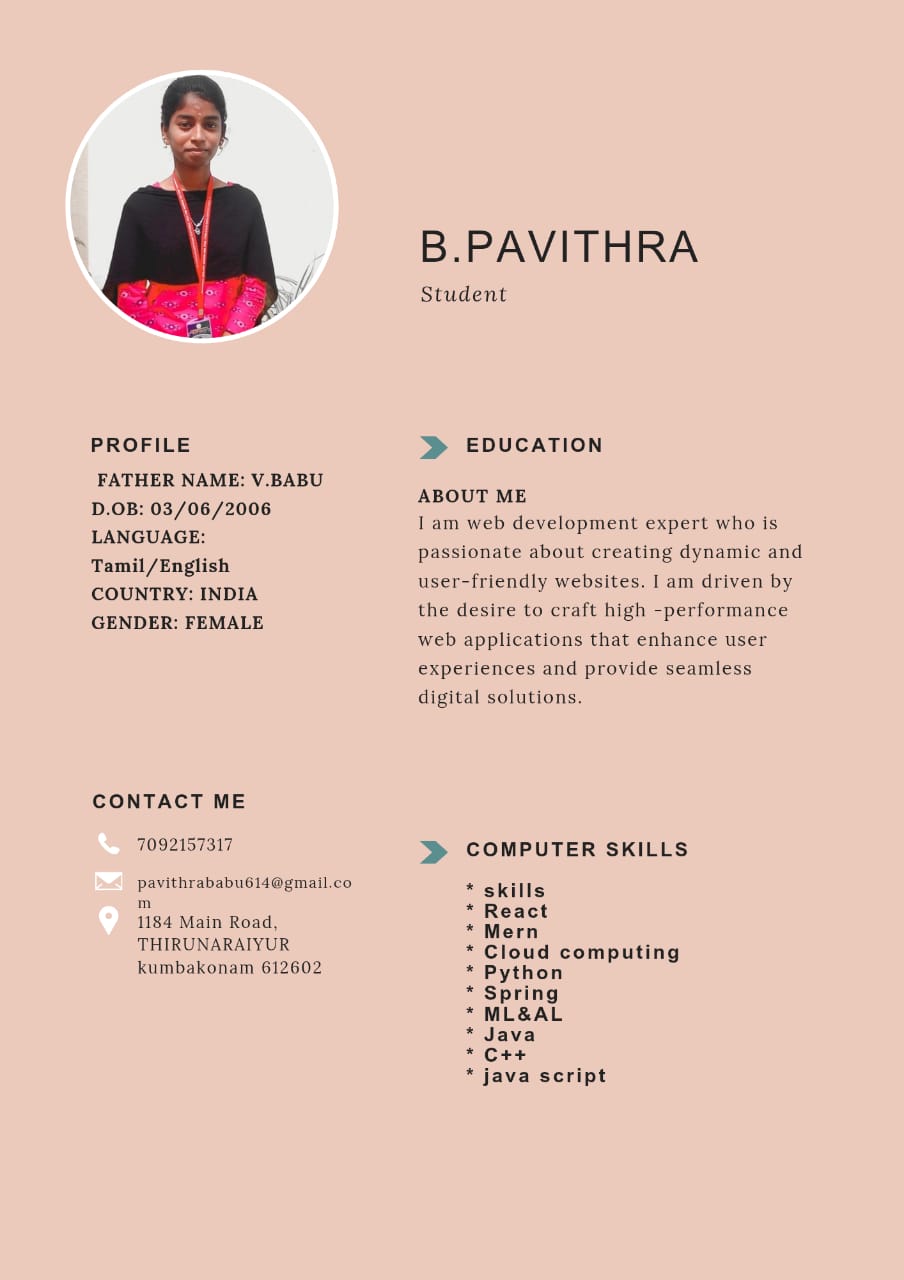 B.PAVITHRA
Student
PROFILE
FATHER NAME: V.BABU
D.OB: 03/06/2006
LANGUAGE:
Tamil/English
COUNTRY: INDIA
GENDER: FEMALE
CONTACT ME
7092157317
pavithrababu614@gmail.co
m
1184 Main Road,
THIRUNARAIYUR
kumbakonam 612602
EDUCATION
ABOUT ME
I am web development expert who is
passionate about creating dynamic and
user-friendly websites. I am driven by
the desire to craft high -performance
web applications that enhance user
experiences and provide seamless
digital solutions.
COMPUTER SKILLS
* skills
* React
* Mern
* Cloud computing
* Python
* Spring
* ML&AL
* Java
* C++
* java script